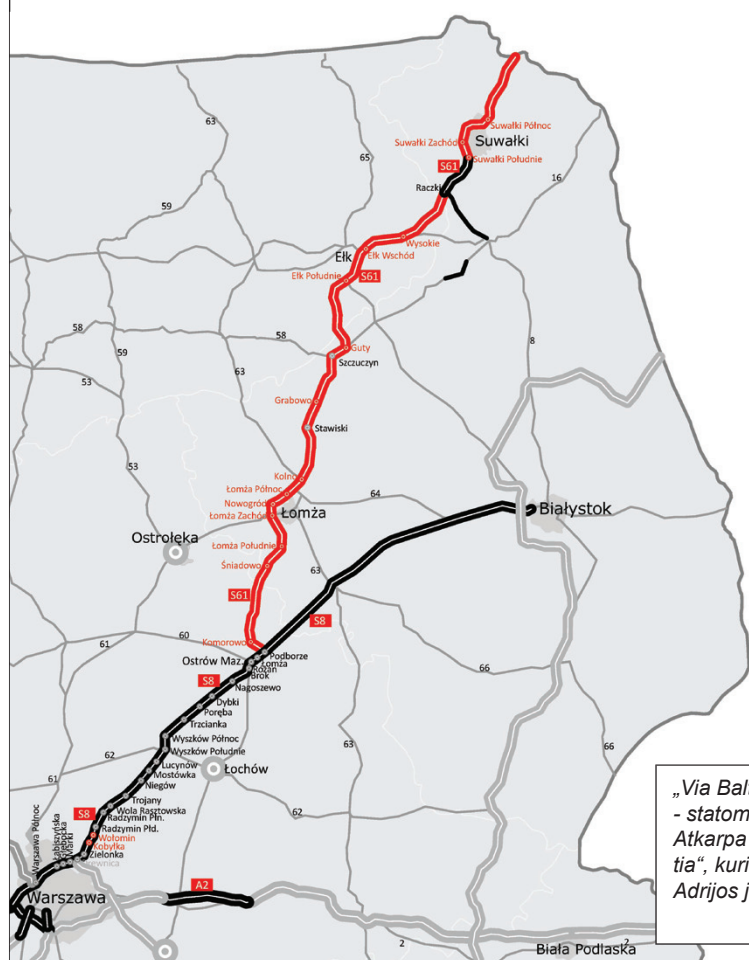 63
Suwałki Północ
Suwałki Zachód
Suwałki
65
Suwałki Południe
S61
Raczki
16
59
Wysokie
Ełk
Ełk Wschód
Ełk Południe
S61
58
58
8
59
Guty
Szczuczyn
63
53
Grabowo
Stawiski
53
Kolno
Łomża Północ
64
Nowogród
Łomża Zachód
Łomża
Białystok
Ostrołęka
Łomża Południe
Śniadowo
63
S61
S8
60
61
Komorowo
Podborze
Ostrów Maz.
Łomża
Różan
Brok
66
S8
Nagoszewo
Dybki
Poręba
Trzcianka
Wyszków Północ
63
Wyszków Południe
62
66
Lucynów
Mostówka
Łochów
61
Niegów
Trojany
Wola Rasztowska
62
S8
Radzymin Płn.
Radzymin Płd.
Wołomin
Kobyłka
Warszawa Północ
Łabiszyńska
Głębocka
Marki
Zielonka
Warszawa
A2
2
2
Biała Podlaska
„Via Balt
- statom
Atkarpa
tia“, kuri
Adrijos j